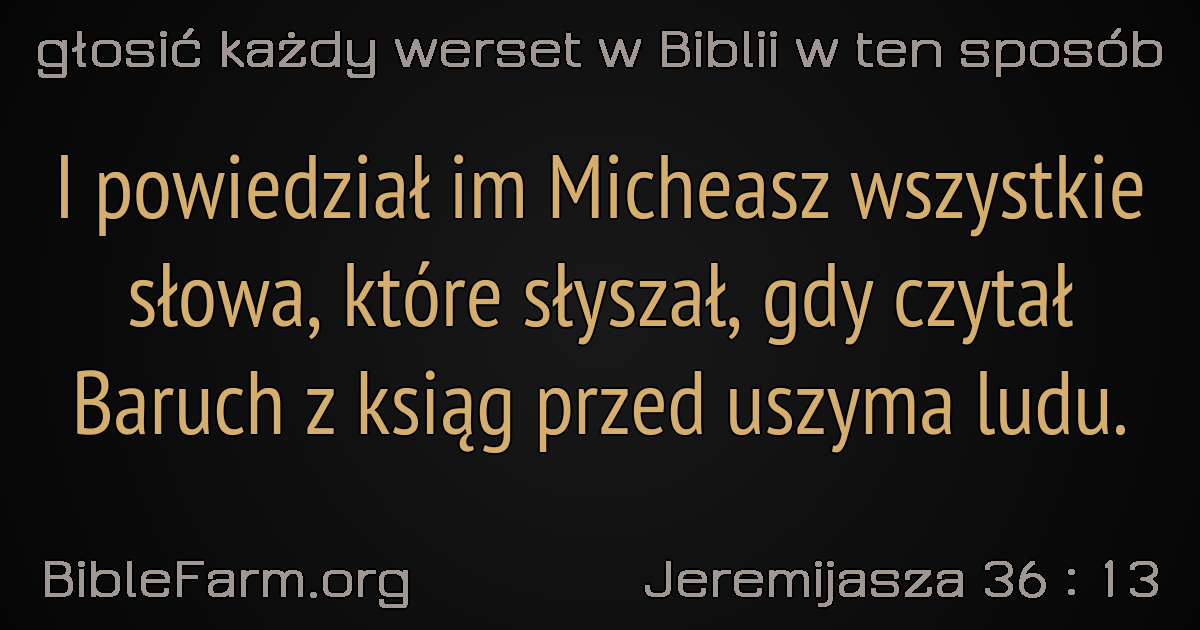 głosić każdy werset w Biblii w ten sposób
I powiedział im Micheasz wszystkie
słowa, które słyszał, gdy czytał
Baruch z ksiąg przed uszyma ludu.
BibleFarm.org
Jeremijasza 36 : 13